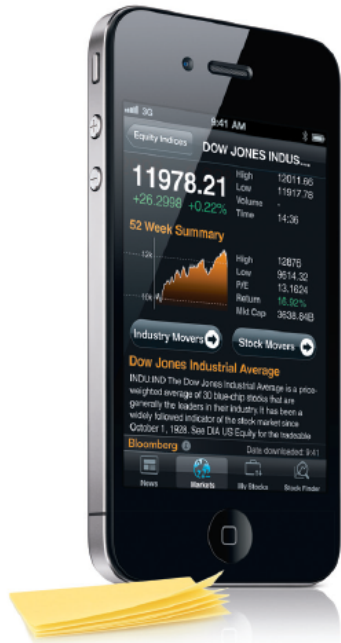 3G 9:41 AM
Equity Indices DOW JONES INDUS....
11978.21
+26.2998 +0.22%
High 12011.66
Low 11917.78
Volume -
Time 14:36
52 Week Summary
12k
10k
High 12876
Low 9614.32
P/E 13.1624
Return 16.92%
Mkt Cap 3638.84B
Industry Movers Stock Movers
Dow Jones Industrial Average
INDU:IND The Dow Jones Industrial Average is a price-
weighted average of 30 blue-chip stocks that are
generally the leaders in their industry. It has been a
widely followed indicator of the stock market since
October 1, 1928. See DIA US Equity for the tradeable
Bloomberg Data downloaded: 9:41
News Markets My Stocks Stock Finder